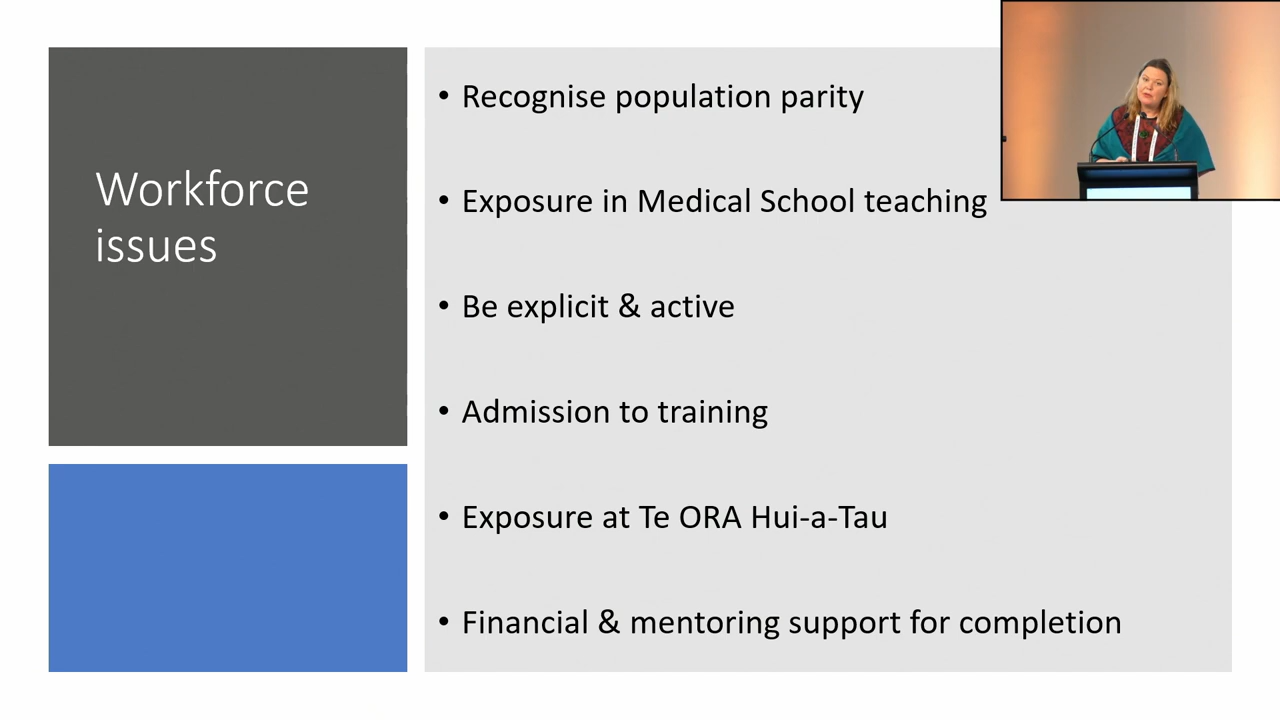 Workforce
issues
• Recognise population parity
• Exposure in Medical School teaching
• Be explicit & active
• Admission to training
• Exposure at Te ORA Hui-a-Tau
• Financial & mentoring support for completion